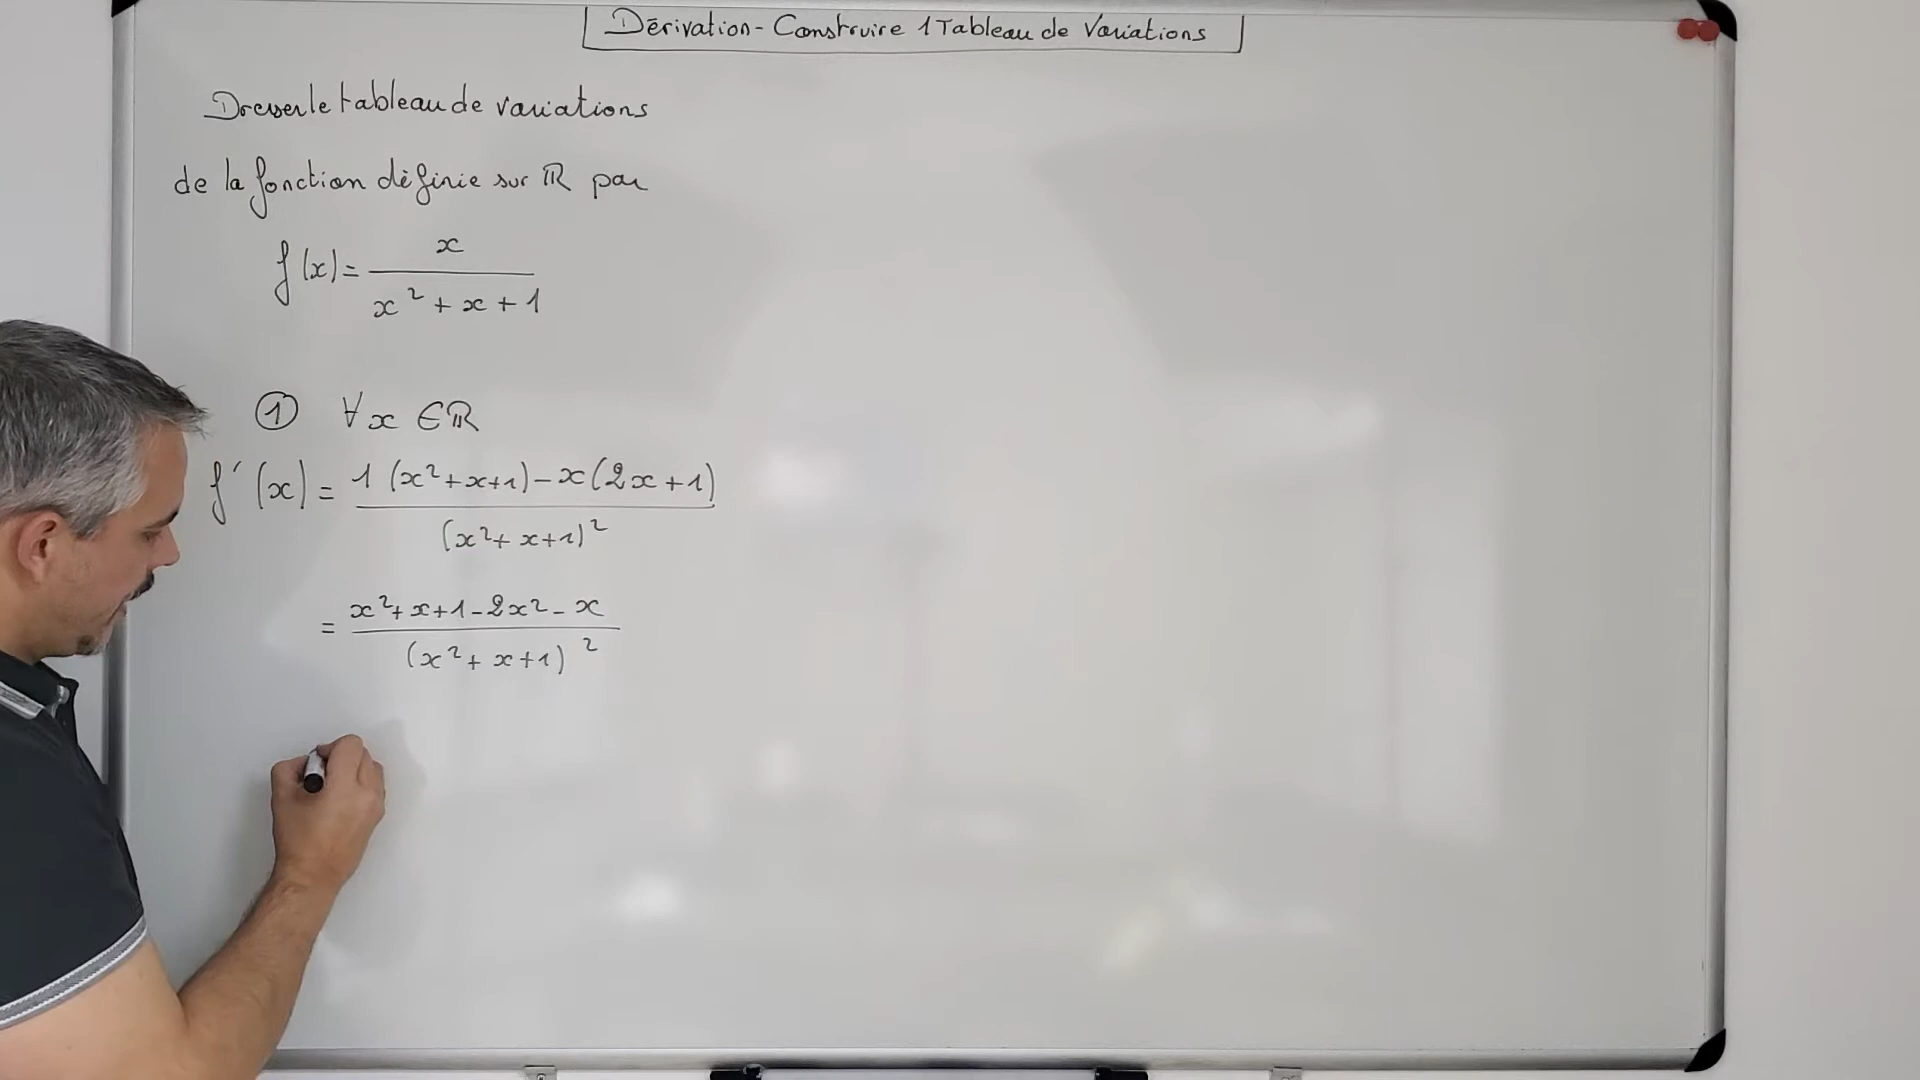 Dérivation - Construire 1 Tableau de Variations
Dresser le tableau de variations
de la fonction définie sur ℝ par
f(x) = x / (x² + x + 1)
① ∀x ∈ ℝ
f'(x) = (1(x²+x+1) - x(2x+1)) / (x²+x+1)²
= (x²+x+1-2x²-x) / (x²+x+1)²